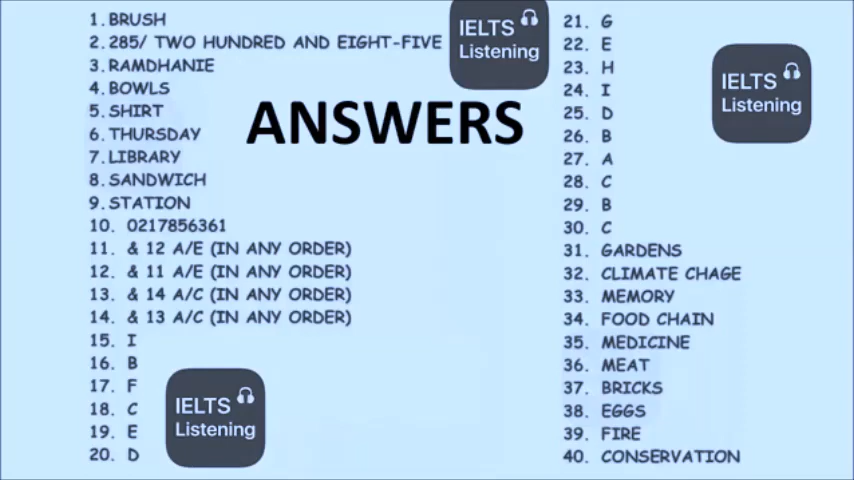 1. BRUSH
2. 285/ TWO HUNDRED AND EIGHT-FIVE
3. RAMDHANIE
4. BOWLS
5. SHIRT
6. THURSDAY
7. LIBRARY
8. SANDWICH
9. STATION
10. 0217856361
11. & 12 A/E (IN ANY ORDER)
12. & 11 A/E (IN ANY ORDER)
13. & 14 A/C (IN ANY ORDER)
14. & 13 A/C (IN ANY ORDER)
15. I
16. B
17. F
18. C
19. E
20. D
IELTS
Listening
ANSWERS
IELTS
Listening
21. G
22. E
23. H
24. I
25. D
26. B
27. A
28. C
29. B
30. C
31. GARDENS
32. CLIMATE CHAGE
33. MEMORY
34. FOOD CHAIN
35. MEDICINE
36. MEAT
37. BRICKS
38. EGGS
39. FIRE
40. CONSERVATION
IELTS
Listening